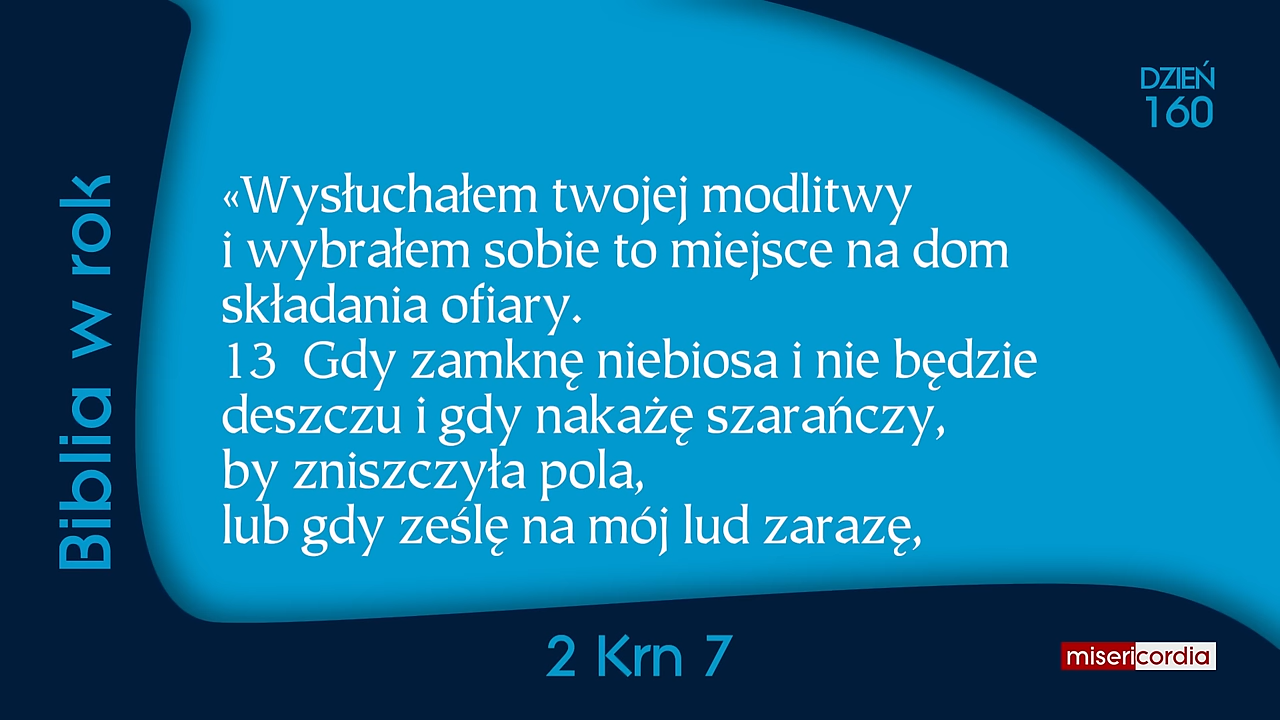 DZIEŃ
160
Biblia w rok
«Wysłuchałem twojej modlitwy
i wybrałem sobie to miejsce na dom
składania ofiary.
13  Gdy zamknę niebiosa i nie będzie
deszczu i gdy nakażę szarańczy,
by zniszczyła pola,
lub gdy ześlę na mój lud zarazę,
2 Krn 7
misericordia